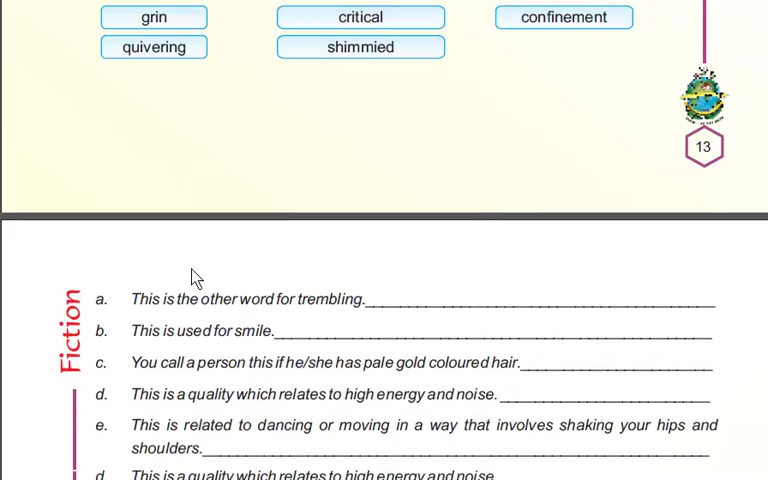 grin critical confinement
quivering shimmied
13
Fiction
a. This is the other word for trembling.
b. This is used for smile.
c. You call a person this if he/she has pale gold coloured hair.
d. This is a quality which relates to high energy and noise.
e. This is related to dancing or moving in a way that involves shaking your hips and
shoulders.
d. This is a quality which relates to high energy and noise.